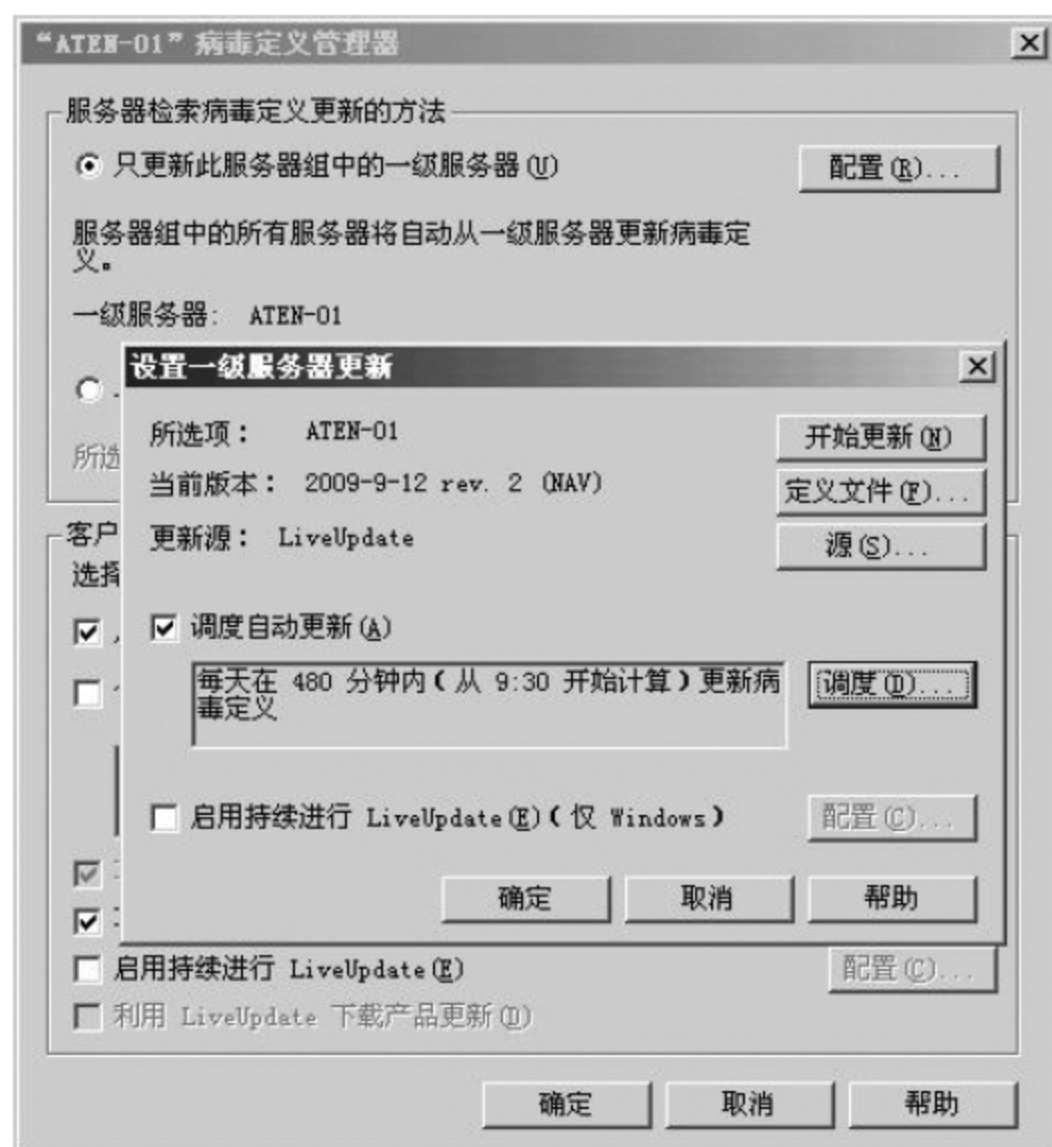 “ATEN-01”病毒定义管理器
服务器检索病毒定义更新的方法
只更新此服务器组中的一级服务器(U)
配置(R)...
服务器组中的所有服务器将自动从一级服务器更新病毒定
义。
一级服务器: ATEN-01
设置一级服务器更新
所选项： ATEN-01
开始更新(N)
所选
当前版本： 2009-9-12 rev. 2 (NAV)
定义文件(F)...
客户
更新源： LiveUpdate
源(S)...
选择
调度自动更新(A)
每天在 480 分钟内(从 9:30 开始计算)更新病
毒定义
调度(D)...
启用持续进行 LiveUpdate(E)(仅 Windows)
配置(C)...
确定
取消
帮助
启用持续进行 LiveUpdate(E)
配置(C)...
利用 LiveUpdate 下载产品更新(D)
确定
取消
帮助